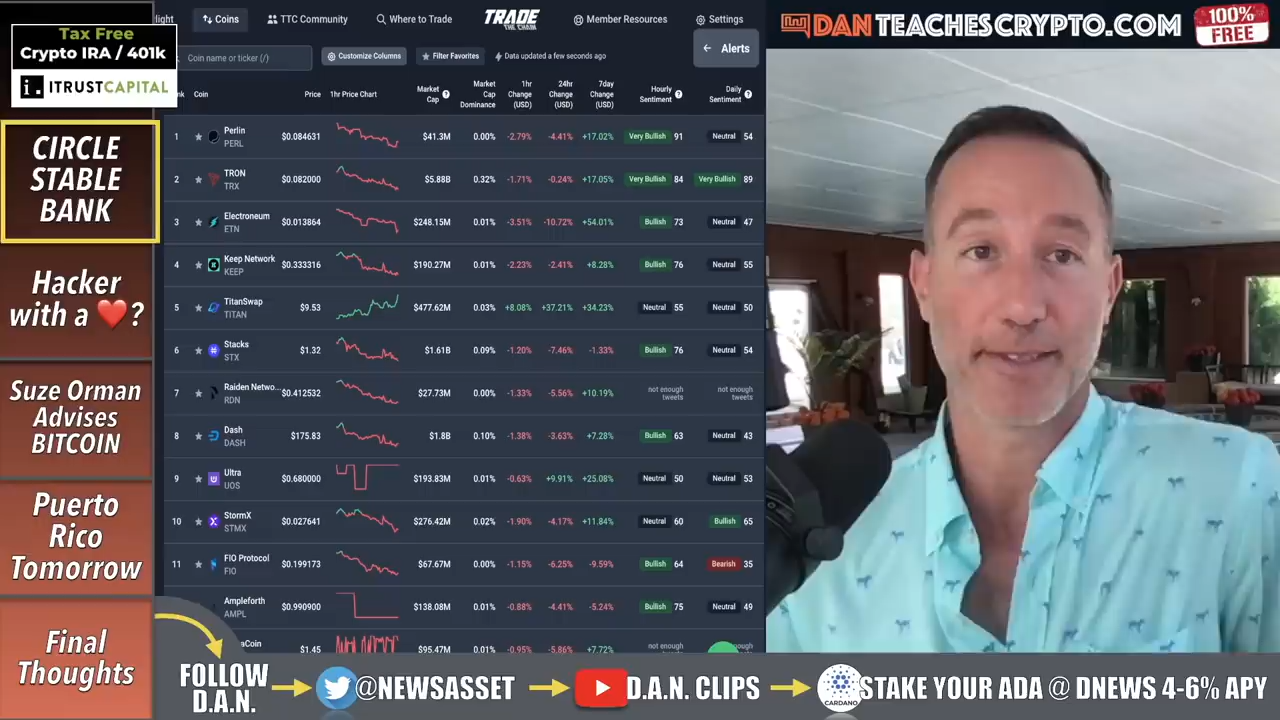 Tax Free
Crypto IRA / 401k
ITRUSTCAPITAL
CIRCLE
STABLE
BANK
Hacker
with a ❤️?
Suze Orman
Advises
BITCOIN
Puerto
Rico
Tomorrow
Final
Thoughts
light Coins TTC Community Where to Trade TRADE THE CHAIN Member Resources Settings
Coin name or ticker (/) Customize Columns Filter Favorites Data updated a few seconds ago ← Alerts
Coin Price 1hr Price Chart Market Cap Market Cap Dominance 1hr Change (USD) 24hr Change (USD) 7day Change (USD) Hourly Sentiment Daily Sentiment
1 Perlin PERL $0.084631 $41.3M 0.00% -2.79% -4.41% +17.02% Very Bullish 91 Neutral 54
2 TRON TRX $0.082000 $5.88B 0.32% -1.71% -0.24% +17.05% Very Bullish 84 Very Bullish 89
3 Electroneum ETN $0.013864 $248.15M 0.01% -3.51% -10.72% +54.01% Bullish 73 Neutral 47
4 Keep Network KEEP $0.333316 $190.27M 0.01% -2.23% -2.41% +8.28% Bullish 76 Neutral 55
5 TitanSwap TITAN $9.53 $477.62M 0.03% +8.08% +37.21% +34.23% Neutral 55 Neutral 50
6 Stacks STX $1.32 $1.61B 0.09% -1.20% -7.46% -1.33% Bullish 76 Neutral 54
7 Raiden Netwo... RDN $0.412532 $27.73M 0.00% -1.33% -5.56% +10.19% not enough tweets not enough tweets
8 Dash DASH $175.83 $1.8B 0.10% -1.38% -3.63% +7.28% Bullish 63 Neutral 43
9 Ultra UOS $0.680000 $193.83M 0.01% -0.63% +9.91% +25.08% Neutral 50 Neutral 53
10 StormX STMX $0.027641 $276.42M 0.02% -1.90% -4.17% +11.84% Neutral 60 Bullish 65
11 FIO Protocol FIO $0.199173 $67.67M 0.00% -1.15% -6.25% -9.59% Bullish 64 Bearish 35
Ampleforth AMPL $0.990900 $138.08M 0.01% -0.88% -4.41% -5.24% Bullish 75 Neutral 49
aCoin $1.45 $95.47M 0.01% -0.95% -5.86% +7.72% not enough tweets
DANTEACHESCRYPTO.COM
100%
FREE
FOLLOW
D.A.N.
@NEWSASSET
D.A.N. CLIPS
CARDANO
STAKE YOUR ADA @ DNEWS 4-6% APY